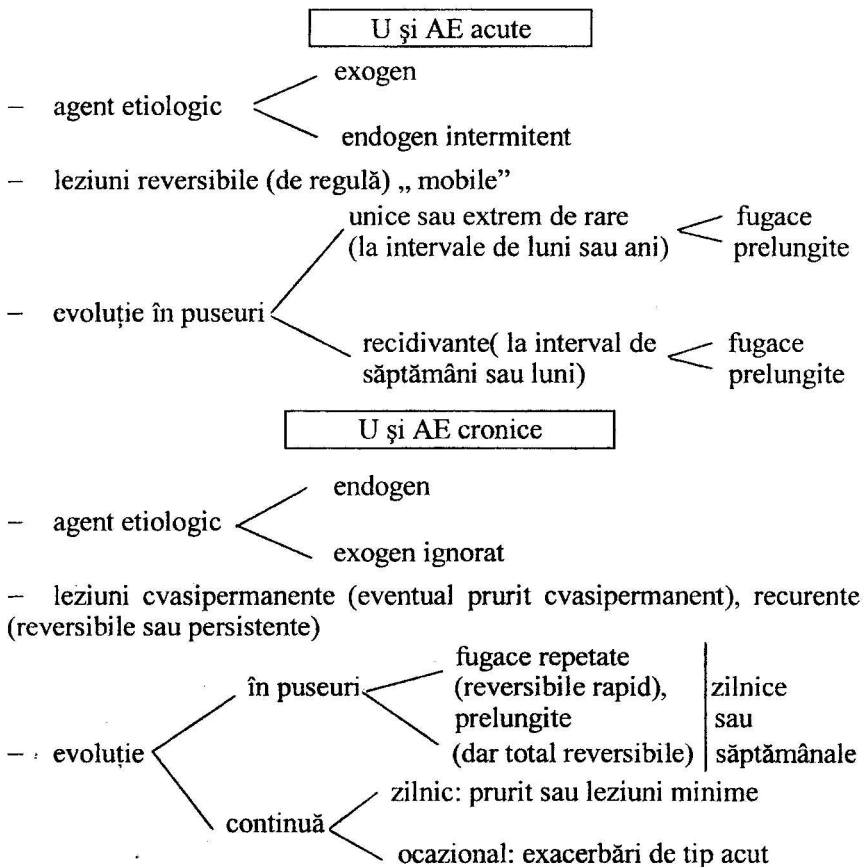 U şi AE acute
exogen
– agent etiologic
endogen intermitent
– leziuni reversibile (de regulă) „ mobile”
unice sau extrem de rare
(la intervale de luni sau ani)
fugace
prelungite
– evoluţie în puseuri
recidivante( la interval de
săptămâni sau luni)
fugace
prelungite
U şi AE cronice
endogen
– agent etiologic
exogen ignorat
– leziuni cvasipermanente (eventual prurit cvasipermanent), recurente
(reversibile sau persistente)
fugace repetate
în puseuri
(reversibile rapid),
prelungite
(dar total reversibile)
zilnice
sau
săptămânale
– evoluţie
zilnic: prurit sau leziuni minime
continuă
ocazional: exacerbări de tip acut